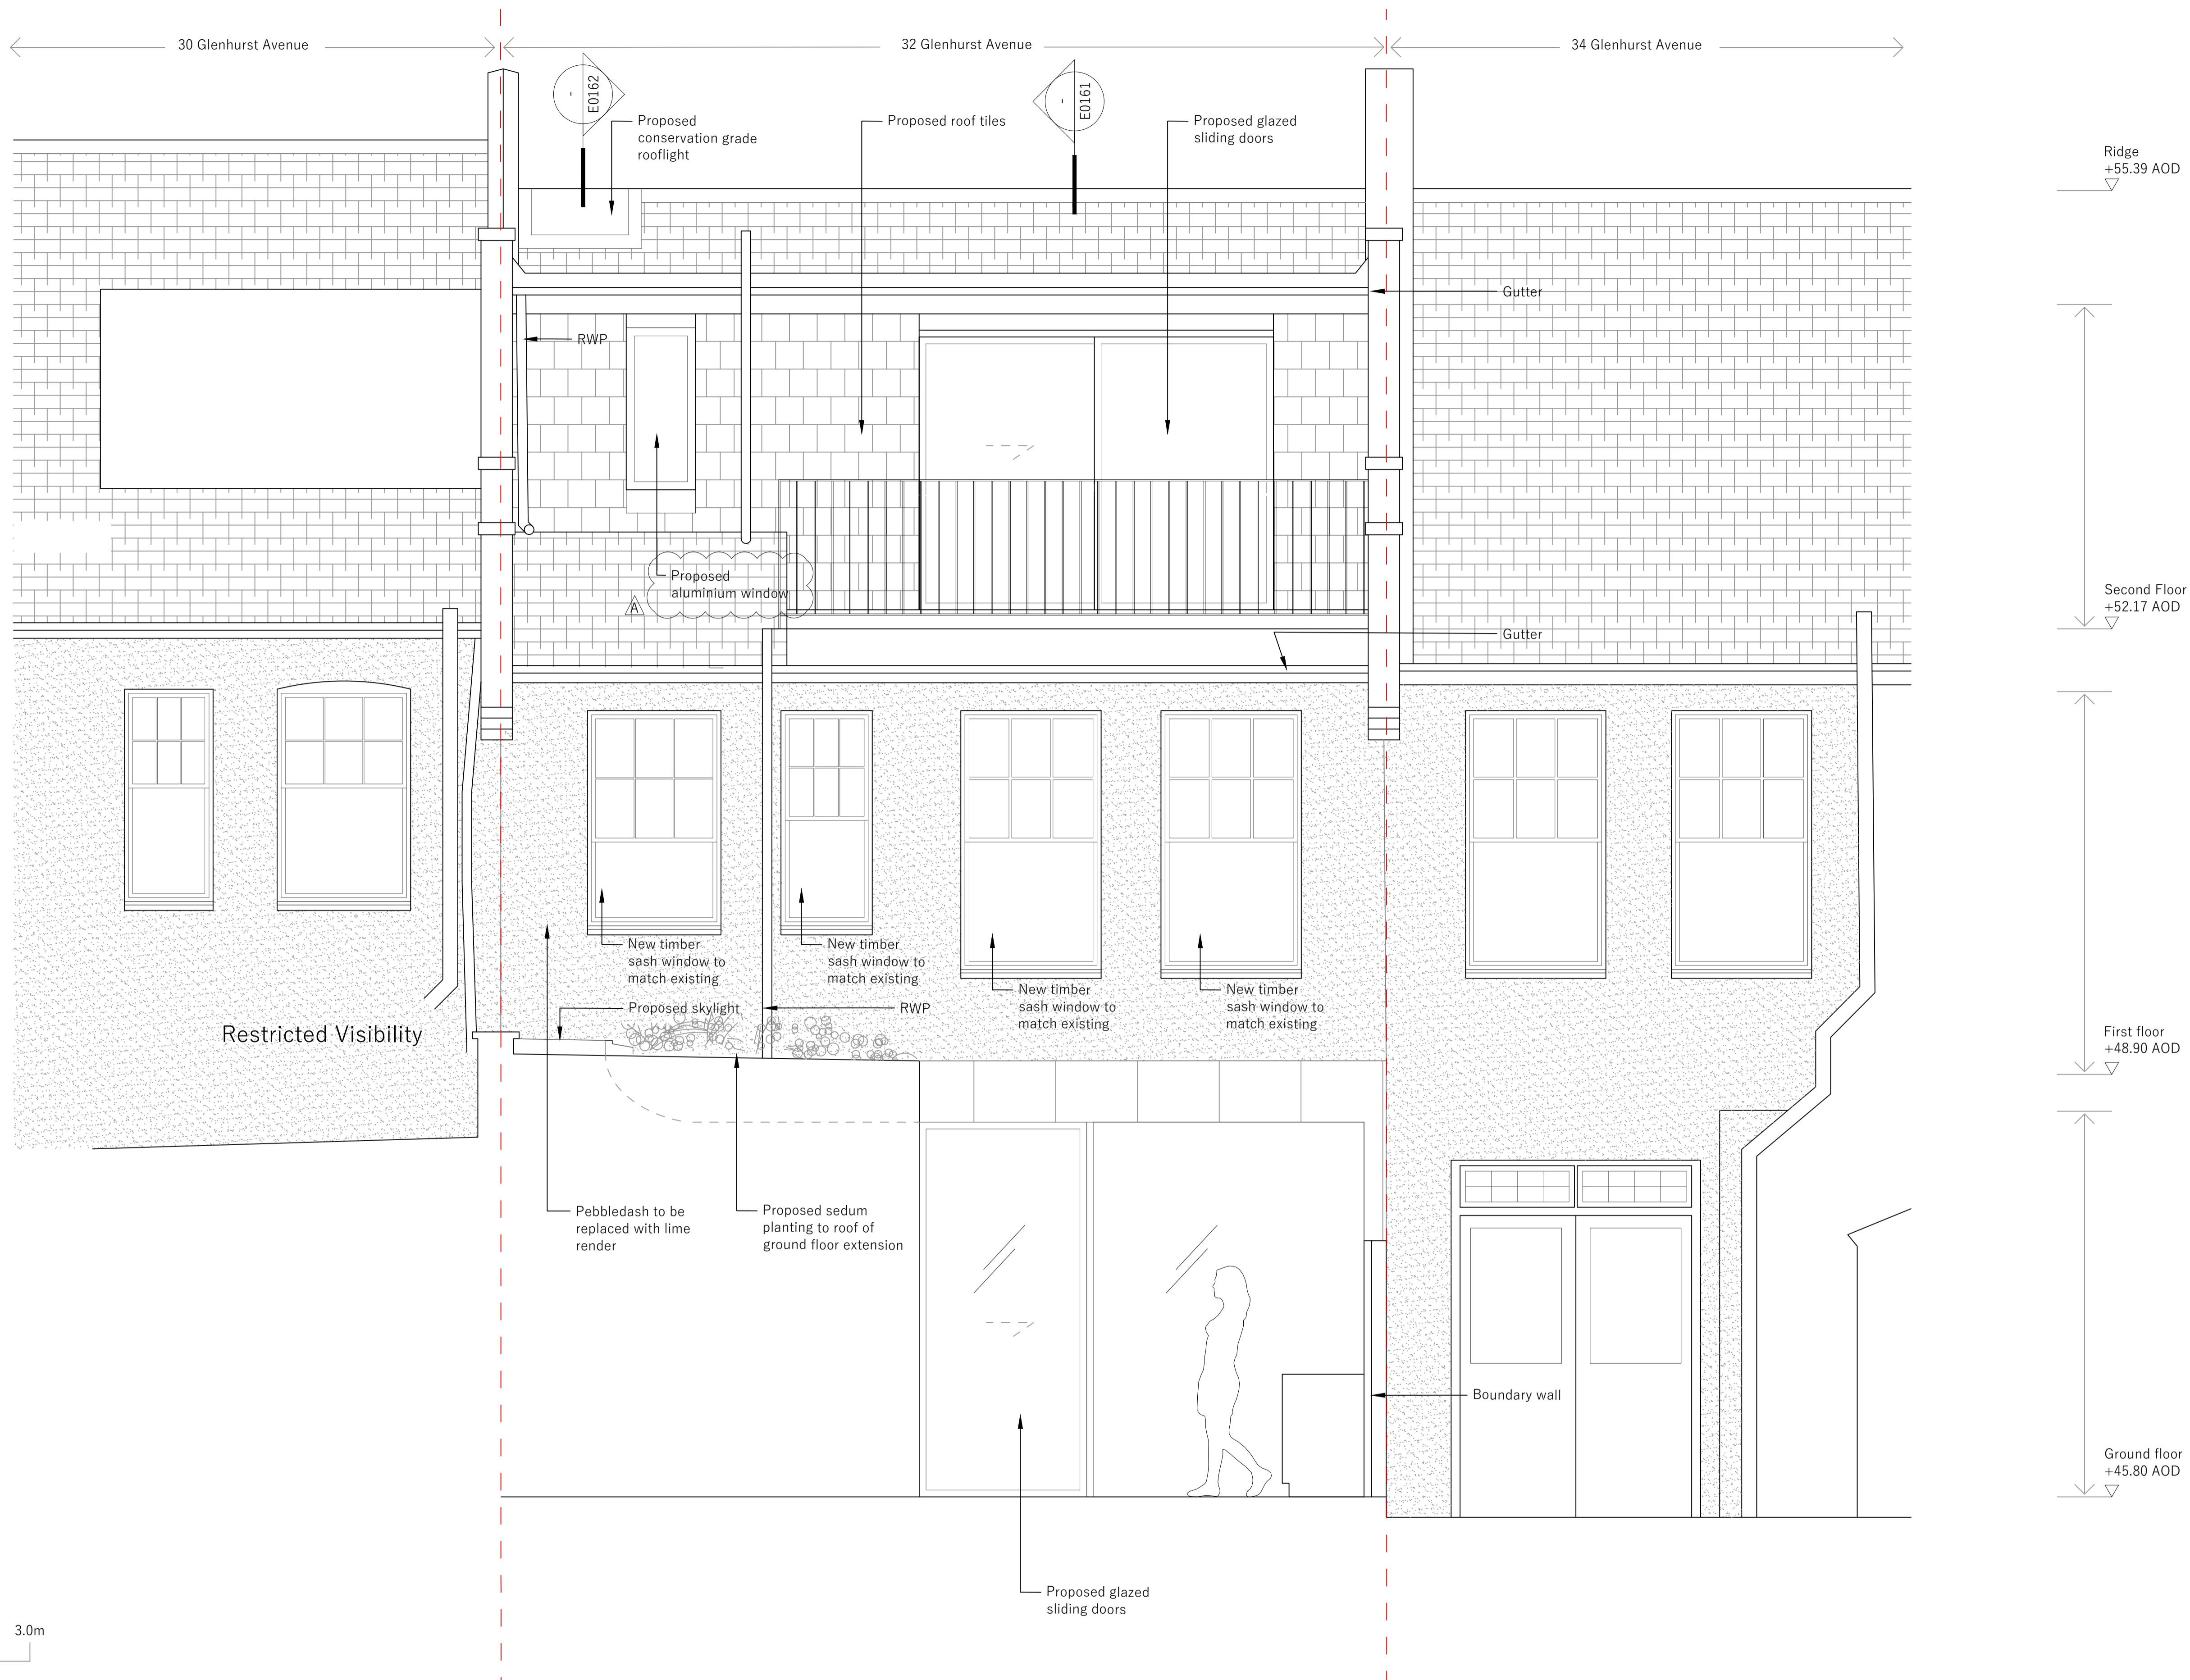 30 Glenhurst Avenue
32 Glenhurst Avenue
34 Glenhurst Avenue
E0162
-
E0161
-
Proposed
conservation grade
rooflight
Proposed roof tiles
Proposed glazed
sliding doors
Ridge
+55.39 AOD
Gutter
RWP
Proposed
aluminium window
A
Second Floor
+52.17 AOD
Gutter
New timber
sash window to
match existing
New timber
sash window to
match existing
New timber
sash window to
match existing
New timber
sash window to
match existing
Proposed skylight
RWP
Restricted Visibility
First floor
+48.90 AOD
Pebbledash to be
replaced with lime
render
Proposed sedum
planting to roof of
ground floor extension
Boundary wall
Ground floor
+45.80 AOD
Proposed glazed
sliding doors
3.0m